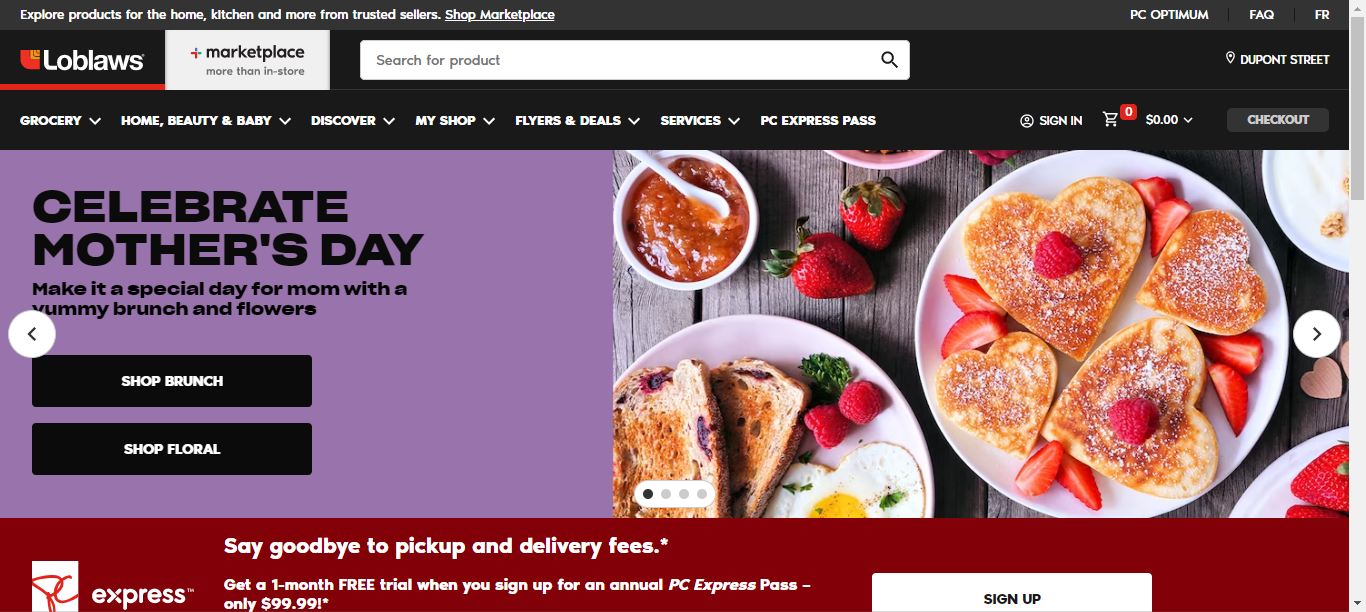 Explore products for the home, kitchen and more from trusted sellers. Shop Marketplace
PC OPTIMUM
FAQ
FR
Loblaws
marketplace
more than in-store
Search for product
DUPONT STREET
GROCERY
HOME, BEAUTY & BABY
DISCOVER
MY SHOP
FLYERS & DEALS
SERVICES
PC EXPRESS PASS
SIGN IN
0
$0.00
CHECKOUT
CELEBRATE
MOTHER'S DAY
Make it a special day for mom with a
yummy brunch and flowers
SHOP BRUNCH
SHOP FLORAL
Say goodbye to pickup and delivery fees.*
express™
Get a 1-month FREE trial when you sign up for an annual PC Express Pass –
only $99.99!*
SIGN UP